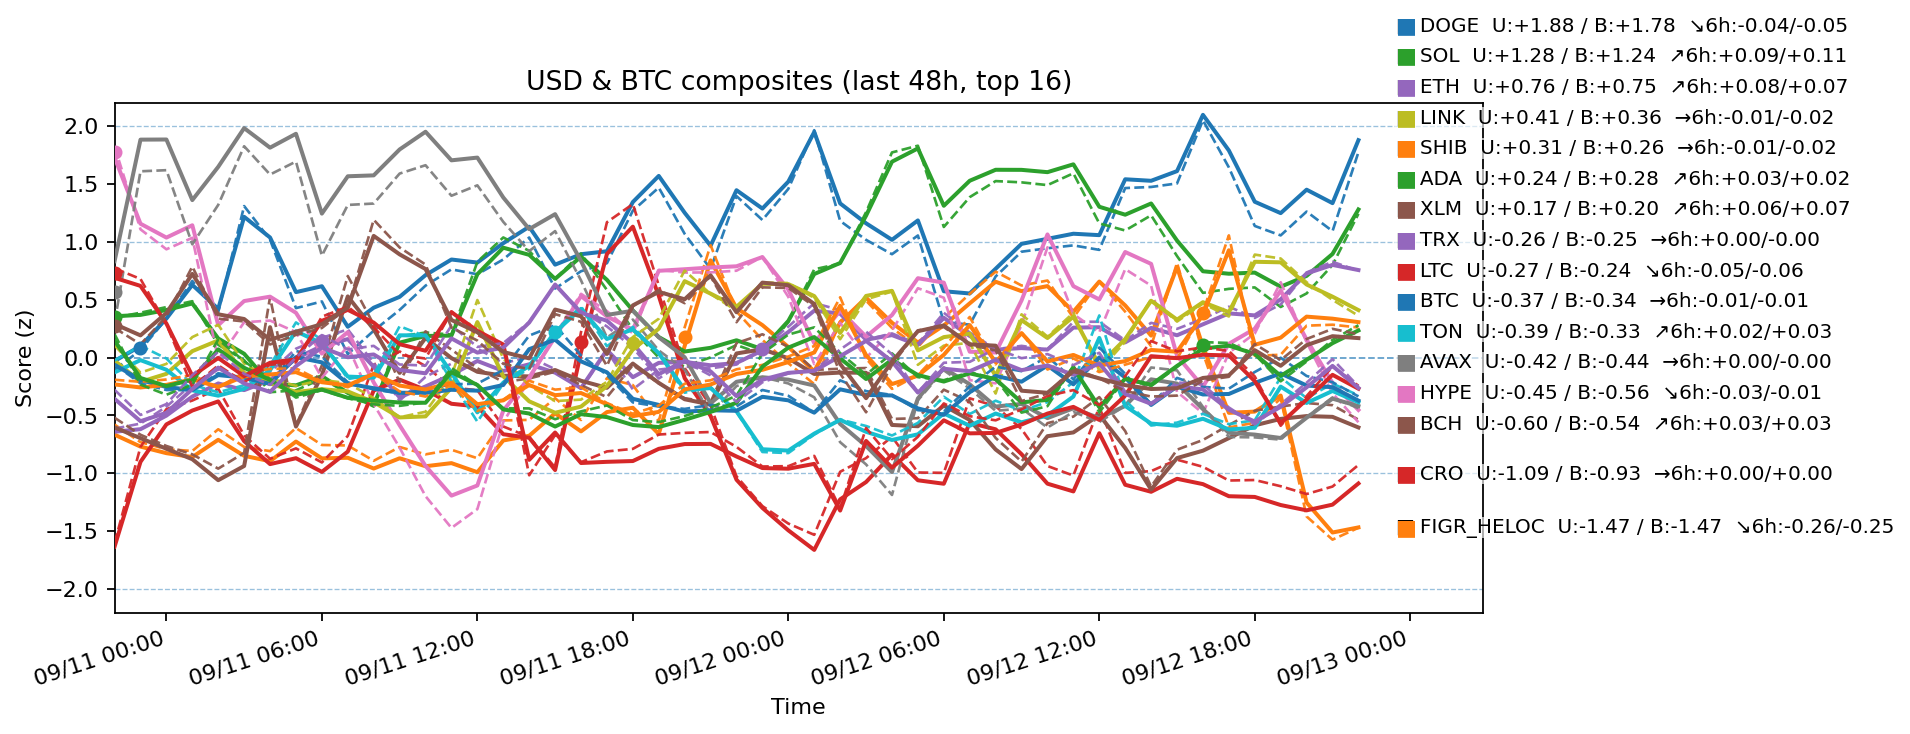 DOGE  U:+1.88 / B:+1.78  ↘6h:-0.04/-0.05
SOL  U:+1.28 / B:+1.24  ↗6h:+0.09/+0.11
USD & BTC composites (last 48h, top 16)
ETH  U:+0.76 / B:+0.75  ↗6h:+0.08/+0.07
LINK  U:+0.41 / B:+0.36  →6h:-0.01/-0.02
SHIB  U:+0.31 / B:+0.26  →6h:-0.01/-0.02
ADA  U:+0.24 / B:+0.28  ↗6h:+0.03/+0.02
XLM  U:+0.17 / B:+0.20  ↗6h:+0.06/+0.07
TRX  U:-0.26 / B:-0.25  →6h:+0.00/-0.00
LTC  U:-0.27 / B:-0.24  ↘6h:-0.05/-0.06
BTC  U:-0.37 / B:-0.34  →6h:-0.01/-0.01
TON  U:-0.39 / B:-0.33  ↗6h:+0.02/+0.03
AVAX  U:-0.42 / B:-0.44  →6h:+0.00/-0.00
HYPE  U:-0.45 / B:-0.56  ↘6h:-0.03/-0.01
BCH  U:-0.60 / B:-0.54  ↗6h:+0.03/+0.03
CRO  U:-1.09 / B:-0.93  →6h:+0.00/+0.00
FIGR_HELOC  U:-1.47 / B:-1.47  ↘6h:-0.26/-0.25
Score (z)
2.0
1.5
1.0
0.5
0.0
−0.5
−1.0
−1.5
−2.0
09/11 00:00
09/11 06:00
09/11 12:00
09/11 18:00
09/12 00:00
09/12 06:00
09/12 12:00
09/12 18:00
09/13 00:00
Time